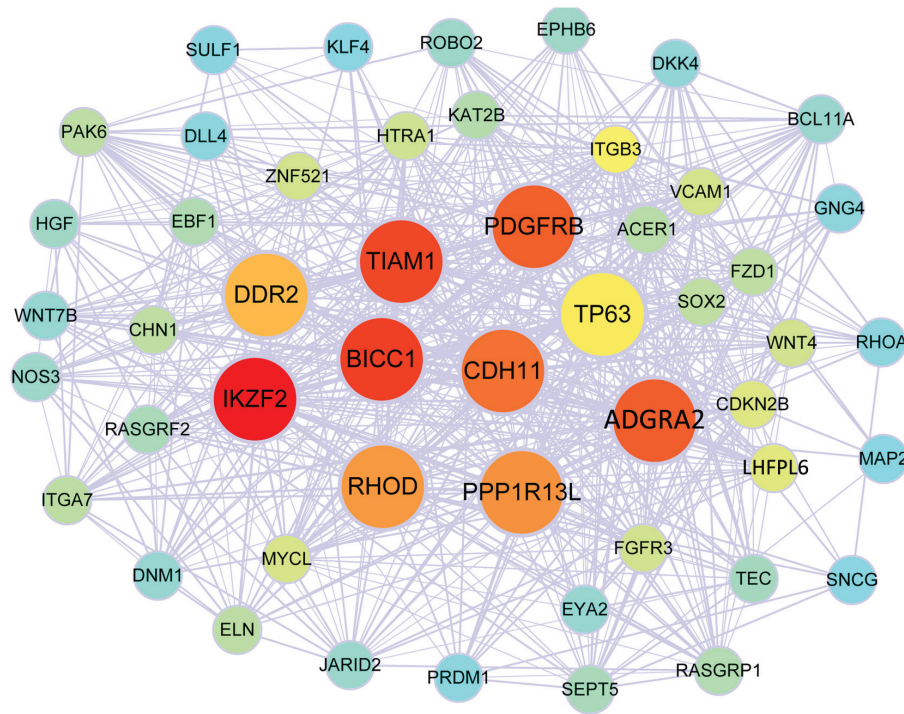 EPHB6
SULF1
KLF4
ROBO2
DKK4
BCL11A
PAK6
DLL4
HTRA1
KAT2B
ITGB3
ZNF521
VCAM1
HGF
EBF1
PDGFRB
ACER1
GNG4
TIAM1
FZD1
DDR2
SOX2
WNT7B
CHN1
TP63
WNT4
RHOA
BICC1
CDH11
NOS3
IKZF2
CDKN2B
ADGRA2
RASGRF2
MAP2
LHFPL6
ITGA7
RHOD
PPP1R13L
MYCL
FGFR3
DNM1
TEC
SNCG
EYA2
ELN
JARID2
PRDM1
SEPT5
RASGRP1